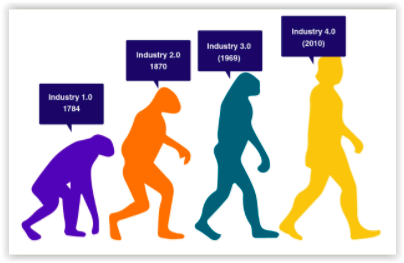 Industry 1.0
1784
Industry 2.0
1870
Industry 3.0
(1969)
Industry 4.0
(2010)